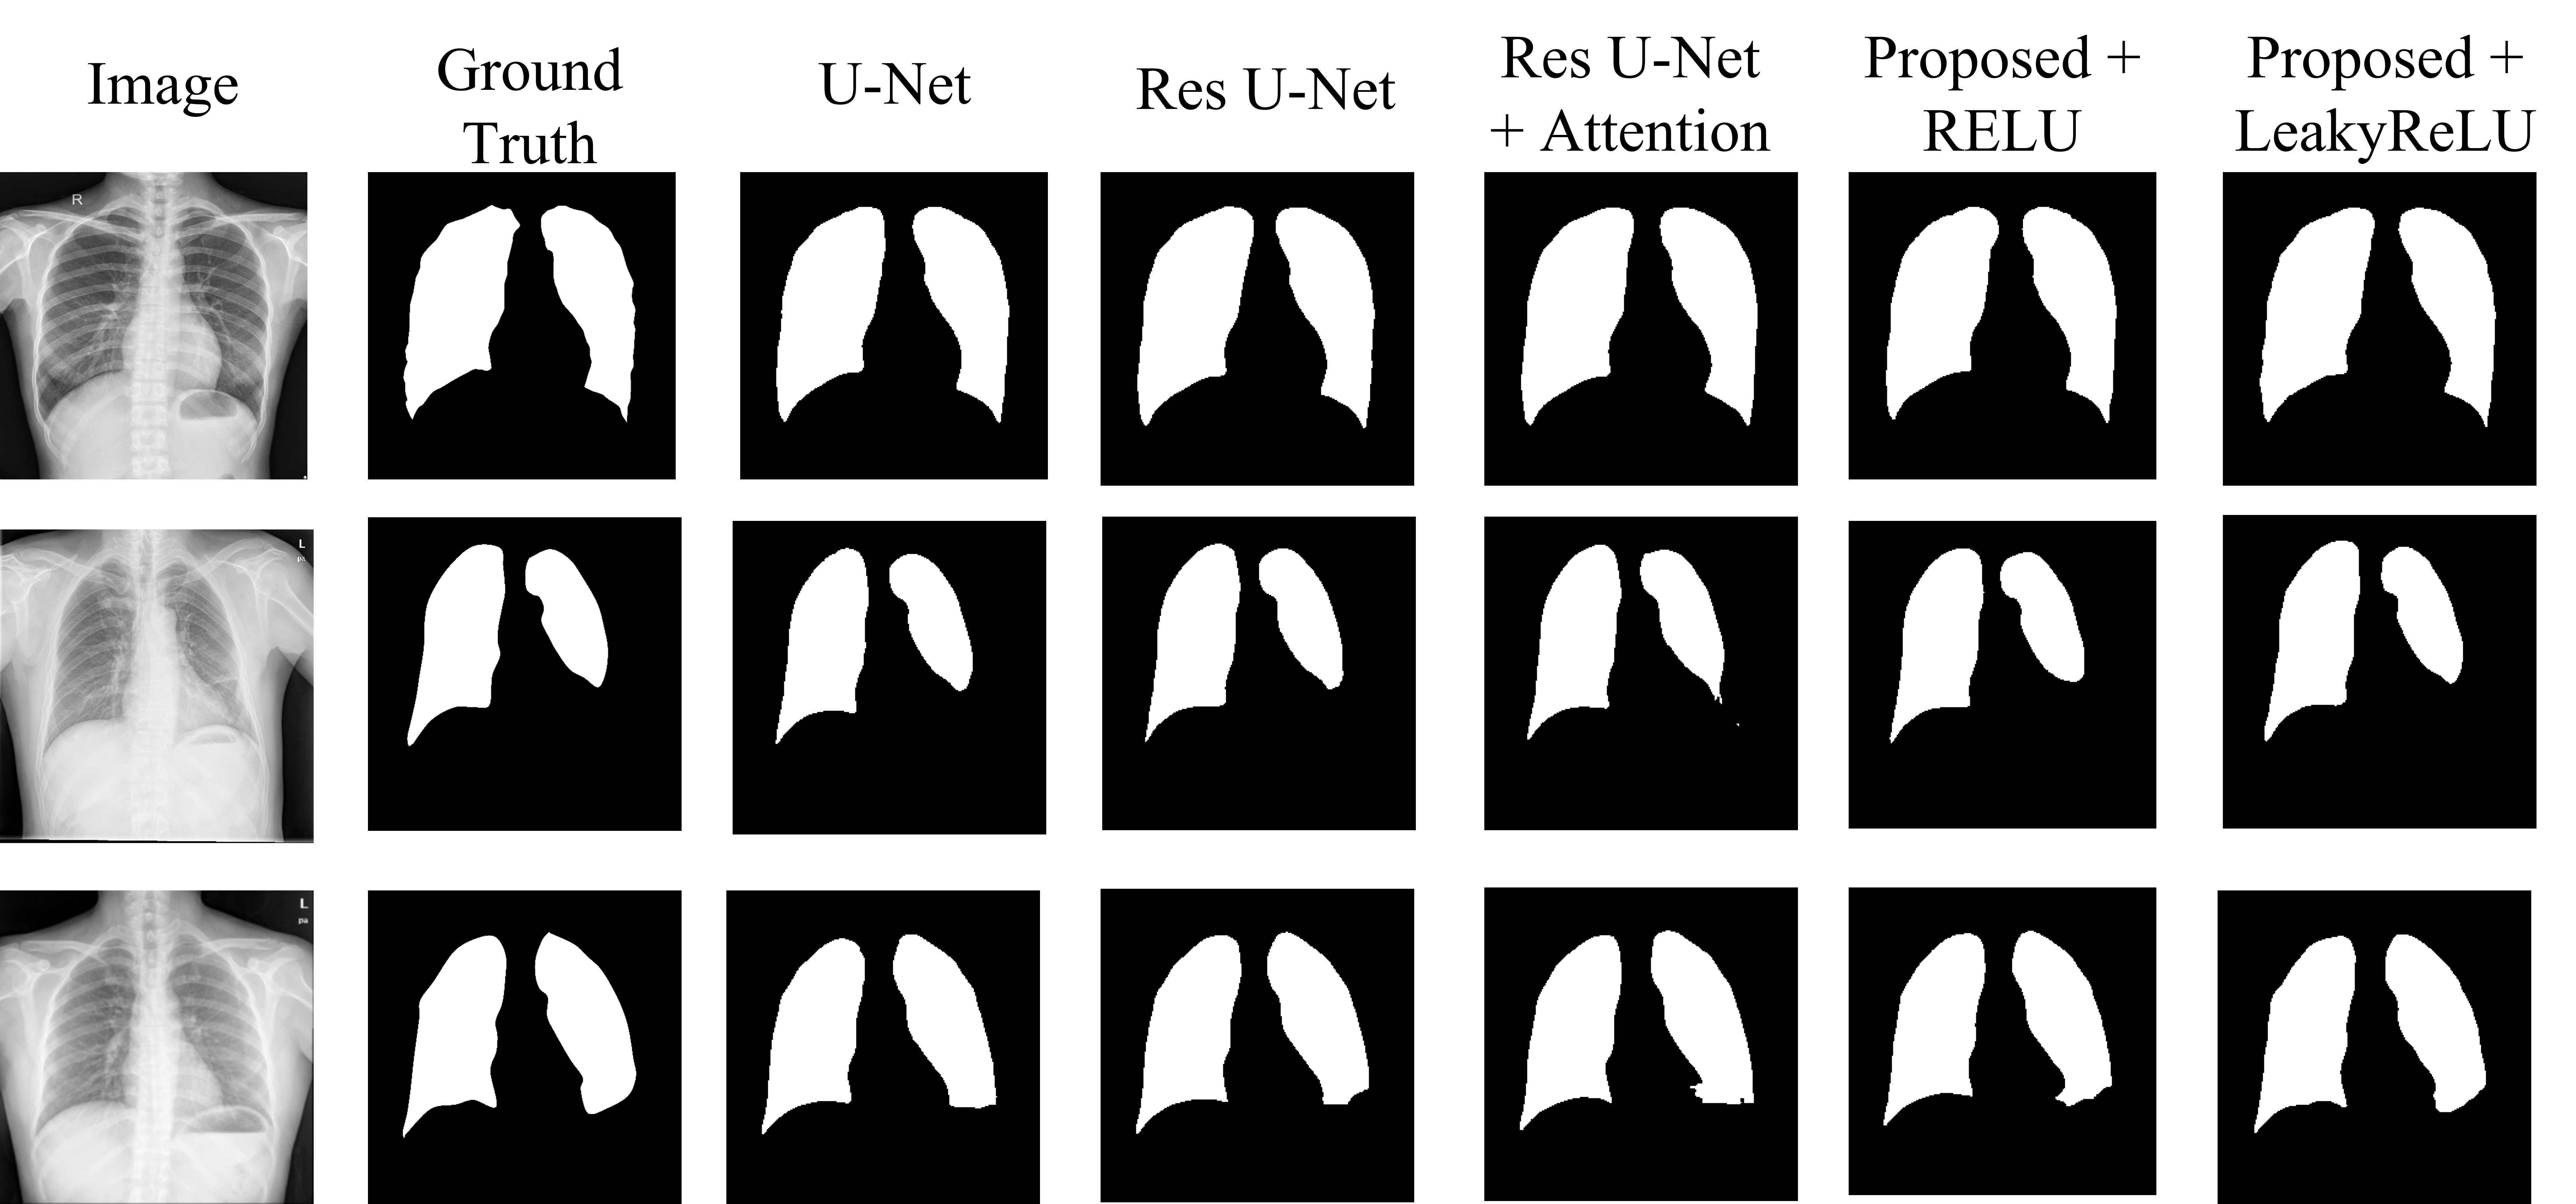 Image
Ground
Truth
U-Net
Res U-Net
Res U-Net
+ Attention
Proposed +
RELU
Proposed +
LeakyReLU
R
L
pa
L
pa